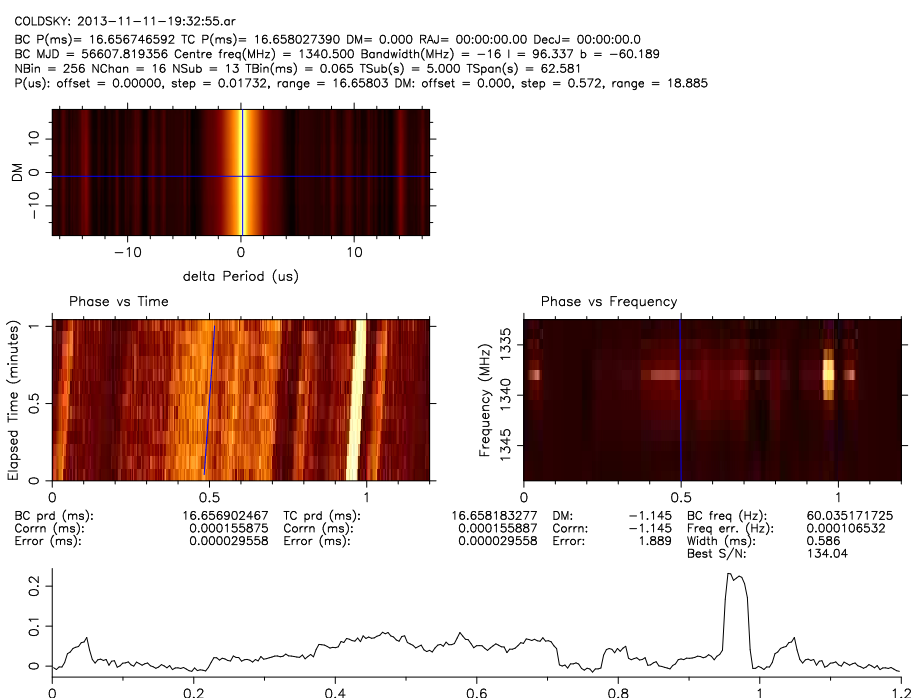 COLDSKY: 2013-11-11-19:32:55.ar
BC P(ms)= 16.656746592 TC P(ms)= 16.658027390 DM= 0.000 RAJ= 00:00:00.00 DecJ= 00:00:00.0
BC MJD = 56607.819356 Centre freq(MHz) = 1340.500 Bandwidth(MHz) = -16 l = 96.337 b = -60.189
NBin = 256 NChan = 16 NSub = 13 TBin(ms) = 0.065 TSub(s) = 5.000 TSpan(s) = 62.581
P(us): offset = 0.00000, step = 0.01732, range = 16.65803 DM: offset = 0.000, step = 0.572, range = 18.885
DM
10
0
-10
-10 0 10
delta Period (us)
Phase vs Time Phase vs Frequency
Elapsed Time (minutes)
1
0.5
0
0 0.5 1
Frequency (MHz)
1335
1340
1345
0 0.5 1
BC prd (ms): 16.656902467 TC prd (ms): 16.658183277 DM: -1.145 BC freq (Hz): 60.035171725
Corrn (ms): 0.000155875 Corrn (ms): 0.000155887 Corrn: -1.145 Freq err. (Hz): 0.000106532
Error (ms): 0.000029558 Error (ms): 0.000029558 Error: 1.889 Width (ms): 0.586
Best S/N: 134.04
0.2
0.1
0
0 0.2 0.4 0.6 0.8 1 1.2